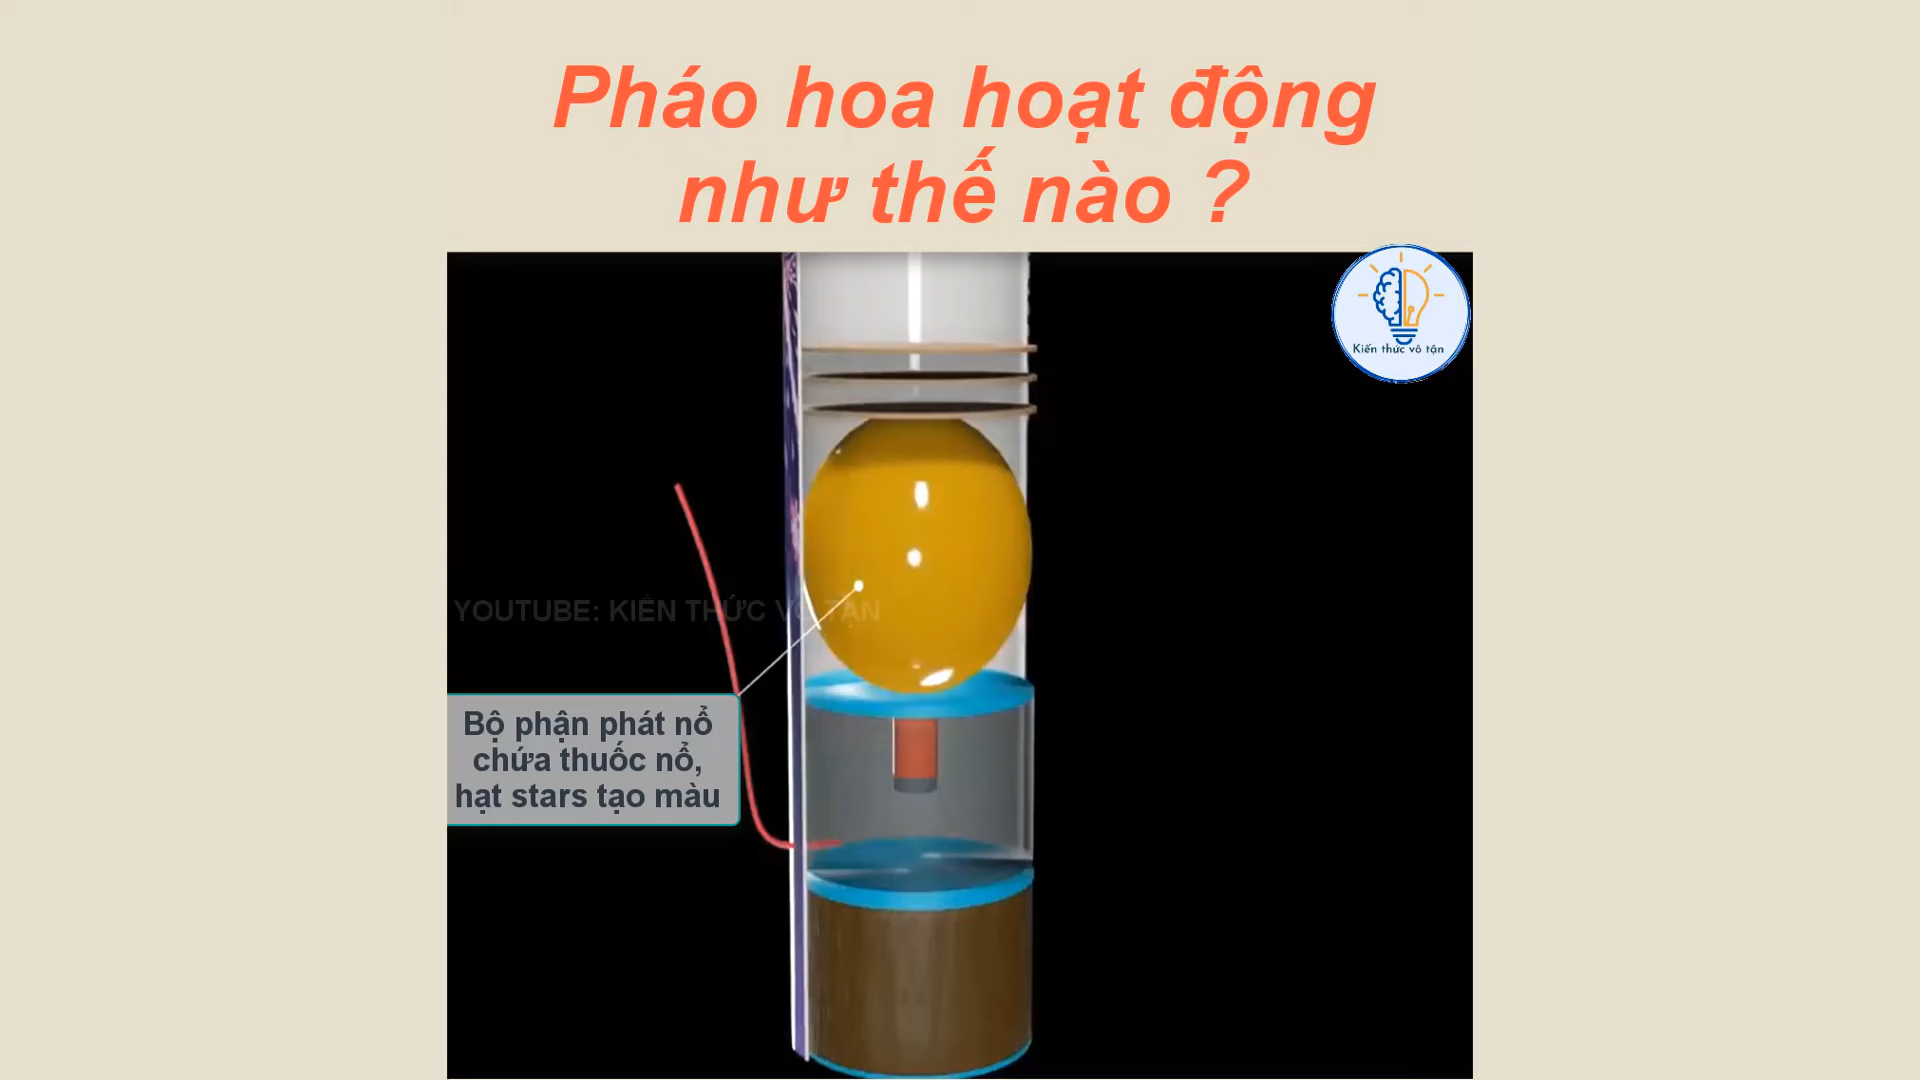 Pháo hoa hoạt động
như thế nào ?
Kiến thức vô tận
YOUTUBE: KIẾN THỨC VÔ TẬN
Bộ phận phát nổ
chứa thuốc nổ,
hạt stars tạo màu